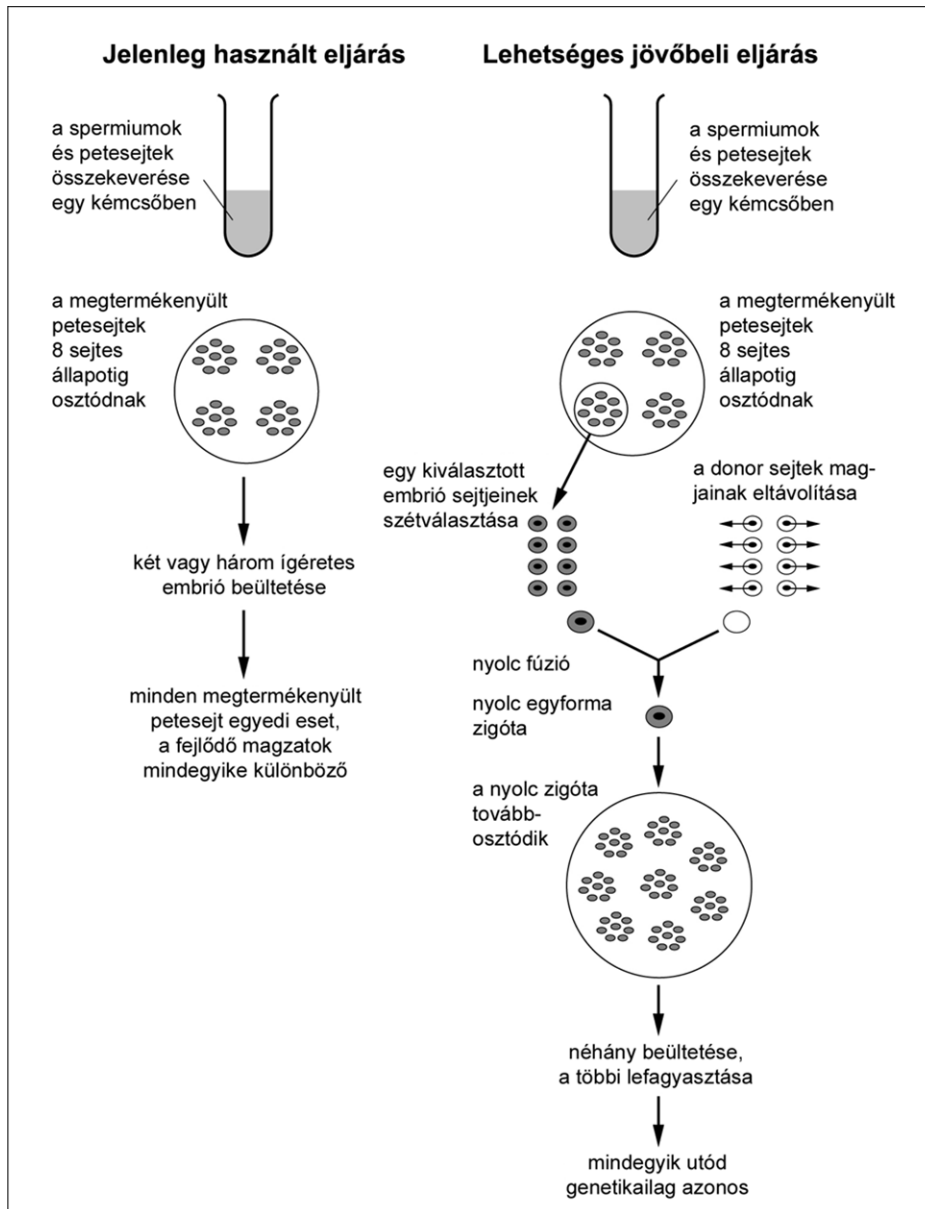 Jelenleg használt eljárás
a spermiumok
és petesejtek
összekeverése
egy kémcsőben
a megtermékenyült
petesejtek
8 sejtes
állapotig
osztódnak
két vagy három ígéretes
embrió beültetése
minden megtermékenyült
petesejt egyedi eset,
a fejlődő magzatok
mindegyike különböző
Lehetséges jövőbeli eljárás
a spermiumok
és petesejtek
összekeverése
egy kémcsőben
a megtermékenyült
petesejtek
8 sejtes
állapotig
osztódnak
egy kiválasztott
embrió sejtjeinek
szétválasztása
a donor sejtek mag-
jainak eltávolítása
nyolc fúzió
nyolc egyforma
zigóta
a nyolc zigóta
tovább-
osztódik
néhány beültetése,
a többi lefagyasztása
mindegyik utód
genetikailag azonos